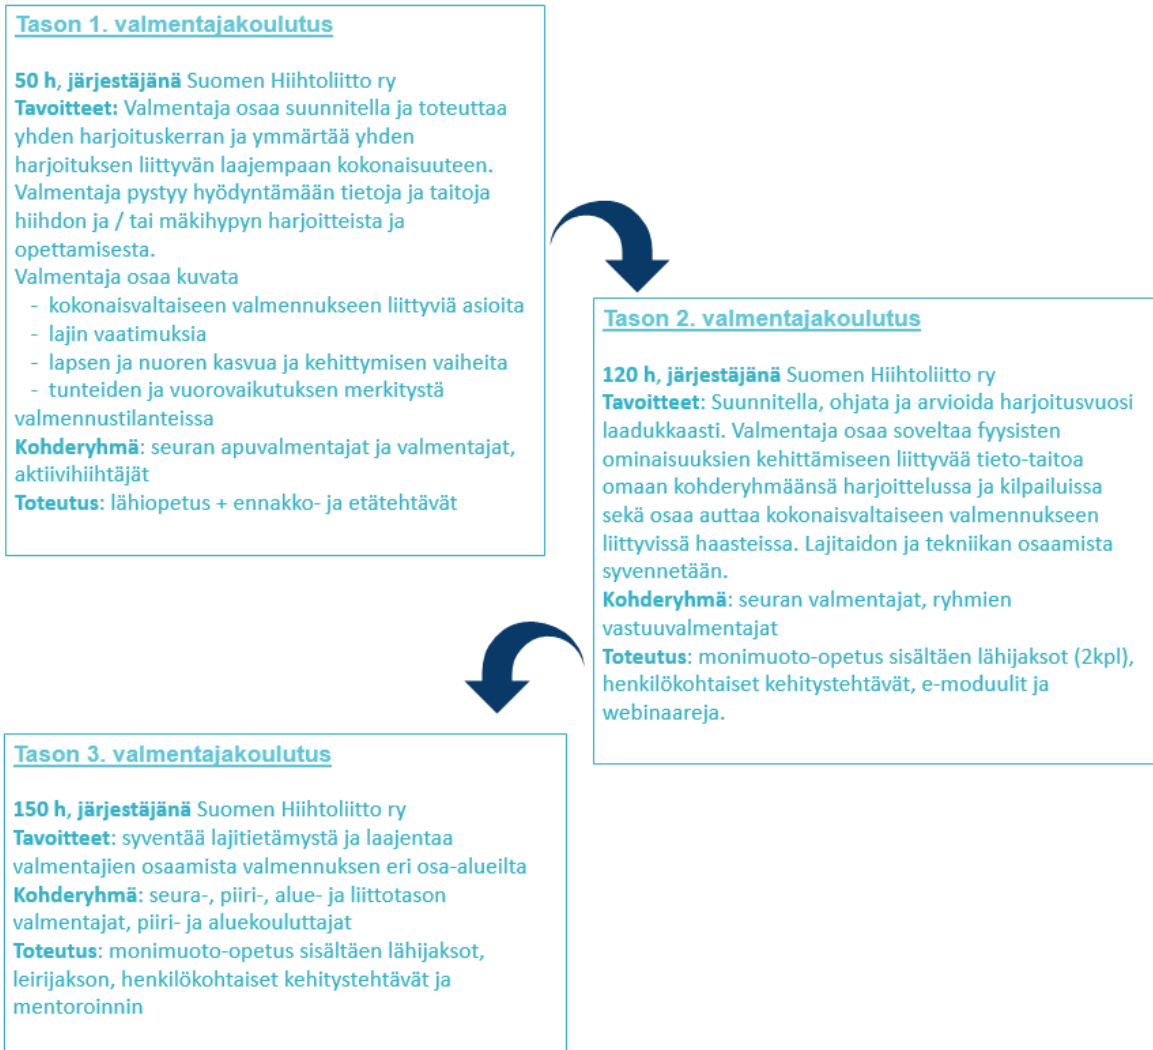 Tason 1. valmentajakoulutus
50 h, järjestäjänä Suomen Hiihtoliitto ry
Tavoitteet: Valmentaja osaa suunnitella ja toteuttaa
yhden harjoituskerran ja ymmärtää yhden
harjoituksen liittyvän laajempaan kokonaisuuteen.
Valmentaja pystyy hyödyntämään tietoja ja taitoja
hiihdon ja / tai mäkihypyn harjoitteista ja
opettamisesta.
Valmentaja osaa kuvata
- kokonaisvaltaiseen valmennukseen liittyviä asioita
- lajin vaatimuksia
- lapsen ja nuoren kasvua ja kehittymisen vaiheita
- tunteiden ja vuorovaikutuksen merkitystä
valmennustilanteissa
Kohderyhmä: seuran apuvalmentajat ja valmentajat,
aktiivihiihtäjät
Toteutus: lähiopetus + ennakko- ja etätehtävät
Tason 2. valmentajakoulutus
120 h, järjestäjänä Suomen Hiihtoliitto ry
Tavoitteet: Suunnitella, ohjata ja arvioida harjoitusvuosi
laadukkaasti. Valmentaja osaa soveltaa fyysisten
ominaisuuksien kehittämiseen liittyvää tieto-taitoa
omaan kohderyhmäänsä harjoittelussa ja kilpailuissa
sekä osaa auttaa kokonaisvaltaiseen valmennukseen
liittyvissä haasteissa. Lajitaidon ja tekniikan osaamista
syvennetään.
Kohderyhmä: seuran valmentajat, ryhmien
vastuuvalmentajat
Toteutus: monimuoto-opetus sisältäen lähijaksot (2kpl),
henkilökohtaiset kehitystehtävät, e-moduulit ja
webinaareja.
Tason 3. valmentajakoulutus
150 h, järjestäjänä Suomen Hiihtoliitto ry
Tavoitteet: syventää lajitietämystä ja laajentaa
valmentajien osaamista valmennuksen eri osa-alueilta
Kohderyhmä: seura-, piiri-, alue- ja liittotason
valmentajat, piiri- ja aluekouluttajat
Toteutus: monimuoto-opetus sisältäen lähijaksot,
leirijakson, henkilökohtaiset kehitystehtävät ja
mentoroinnin